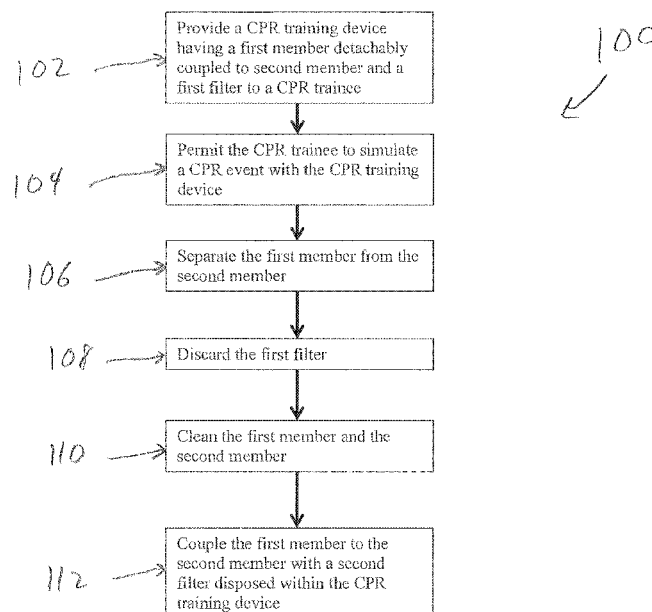 Provide a CPR training device
having a first member detachably
coupled to second member and a
first filter to a CPR trainee
102
100
Permit the CPR trainee to simulate
a CPR event with the CPR training
device
104
Separate the first member from the
second member
106
Discard the first filter
108
Clean the first member and the
second member
110
Couple the first member to the
second member with a second
filter disposed within the CPR
training device
112